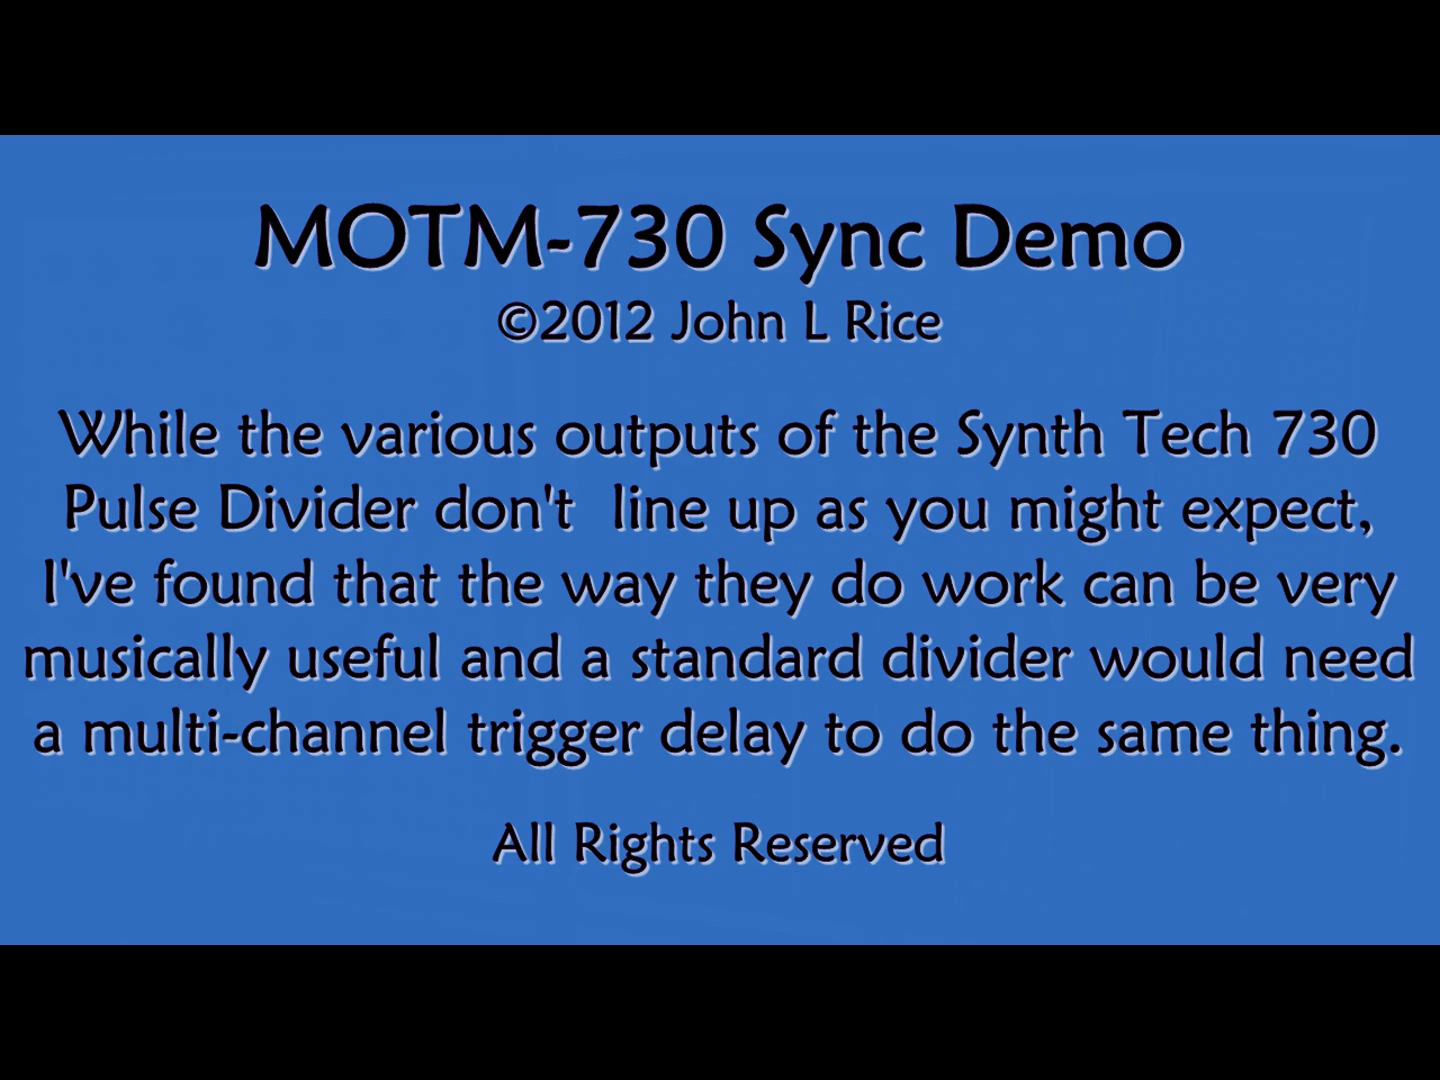 MOTM-730 Sync Demo
©2012 John L Rice
While the various outputs of the Synth Tech 730
Pulse Divider don't  line up as you might expect,
I've found that the way they do work can be very
musically useful and a standard divider would need
a multi-channel trigger delay to do the same thing.
All Rights Reserved